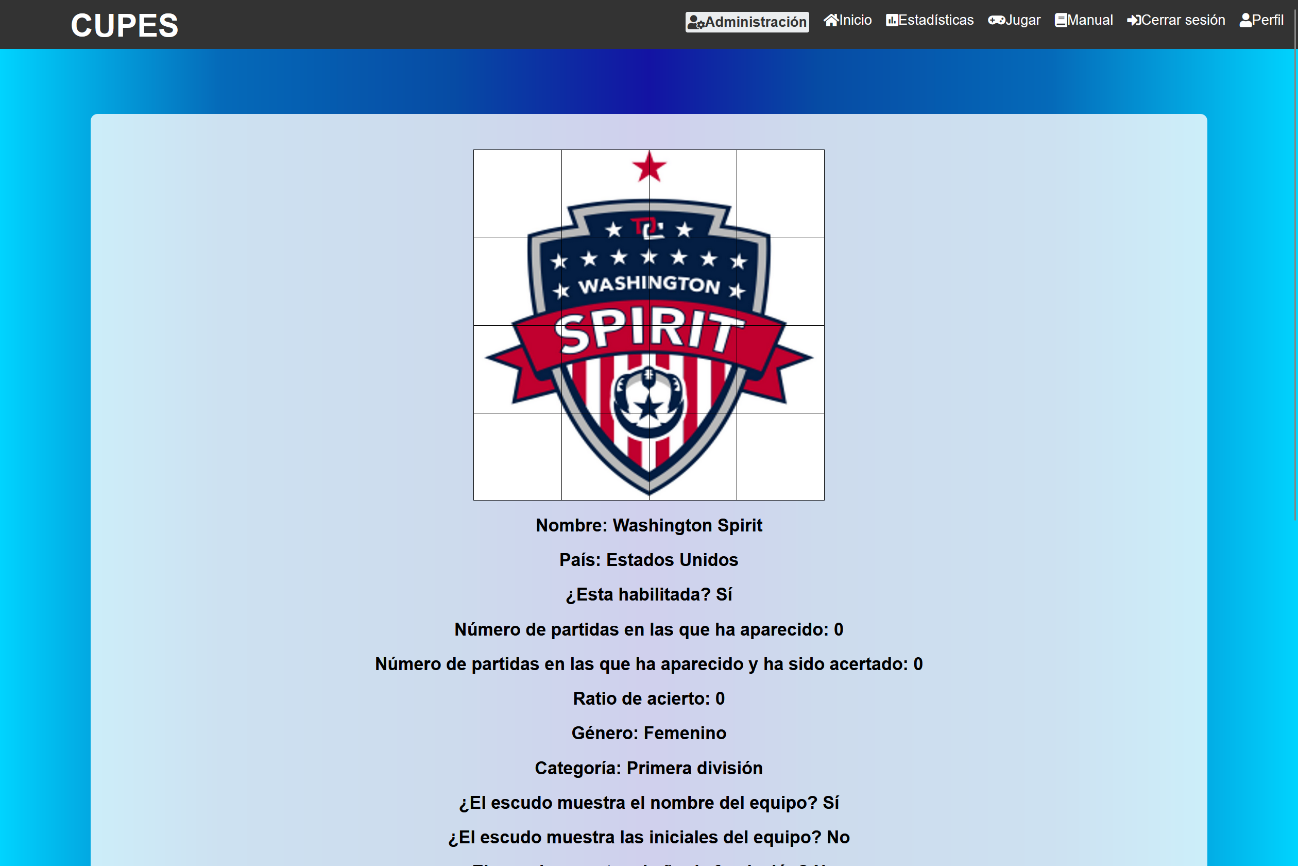 CUPES
Administración
Inicio
Estadísticas
Jugar
Manual
Cerrar sesión
Perfil
DC
WASHINGTON
SPIRIT
Nombre: Washington Spirit
País: Estados Unidos
¿Esta habilitada? Sí
Número de partidas en las que ha aparecido: 0
Número de partidas en las que ha aparecido y ha sido acertado: 0
Ratio de acierto: 0
Género: Femenino
Categoría: Primera división
¿El escudo muestra el nombre del equipo? Sí
¿El escudo muestra las iniciales del equipo? No